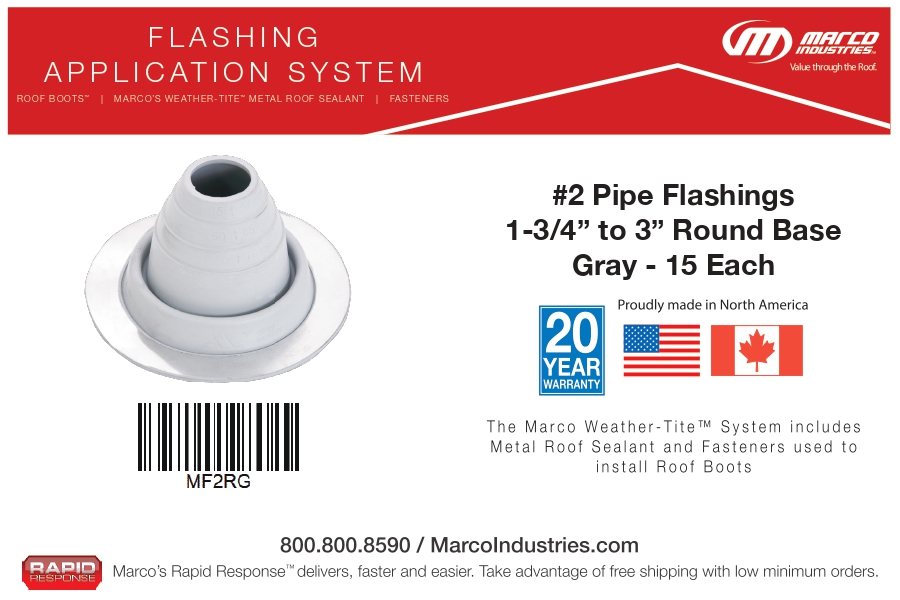 FLASHING
APPLICATION SYSTEM
ROOF BOOTS™ | MARCO'S WEATHER-TITE™ METAL ROOF SEALANT | FASTENERS
MARCO
INDUSTRIES™
Value through the Roof.
#2 Pipe Flashings
1-3/4” to 3” Round Base
Gray - 15 Each
Proudly made in North America
20
YEAR
WARRANTY
The Marco Weather-Tite™ System includes
Metal Roof Sealant and Fasteners used to
install Roof Boots
MF2RG
800.800.8590 / MarcoIndustries.com
RAPID
RESPONSE
Marco's Rapid Response™ delivers, faster and easier. Take advantage of free shipping with low minimum orders.